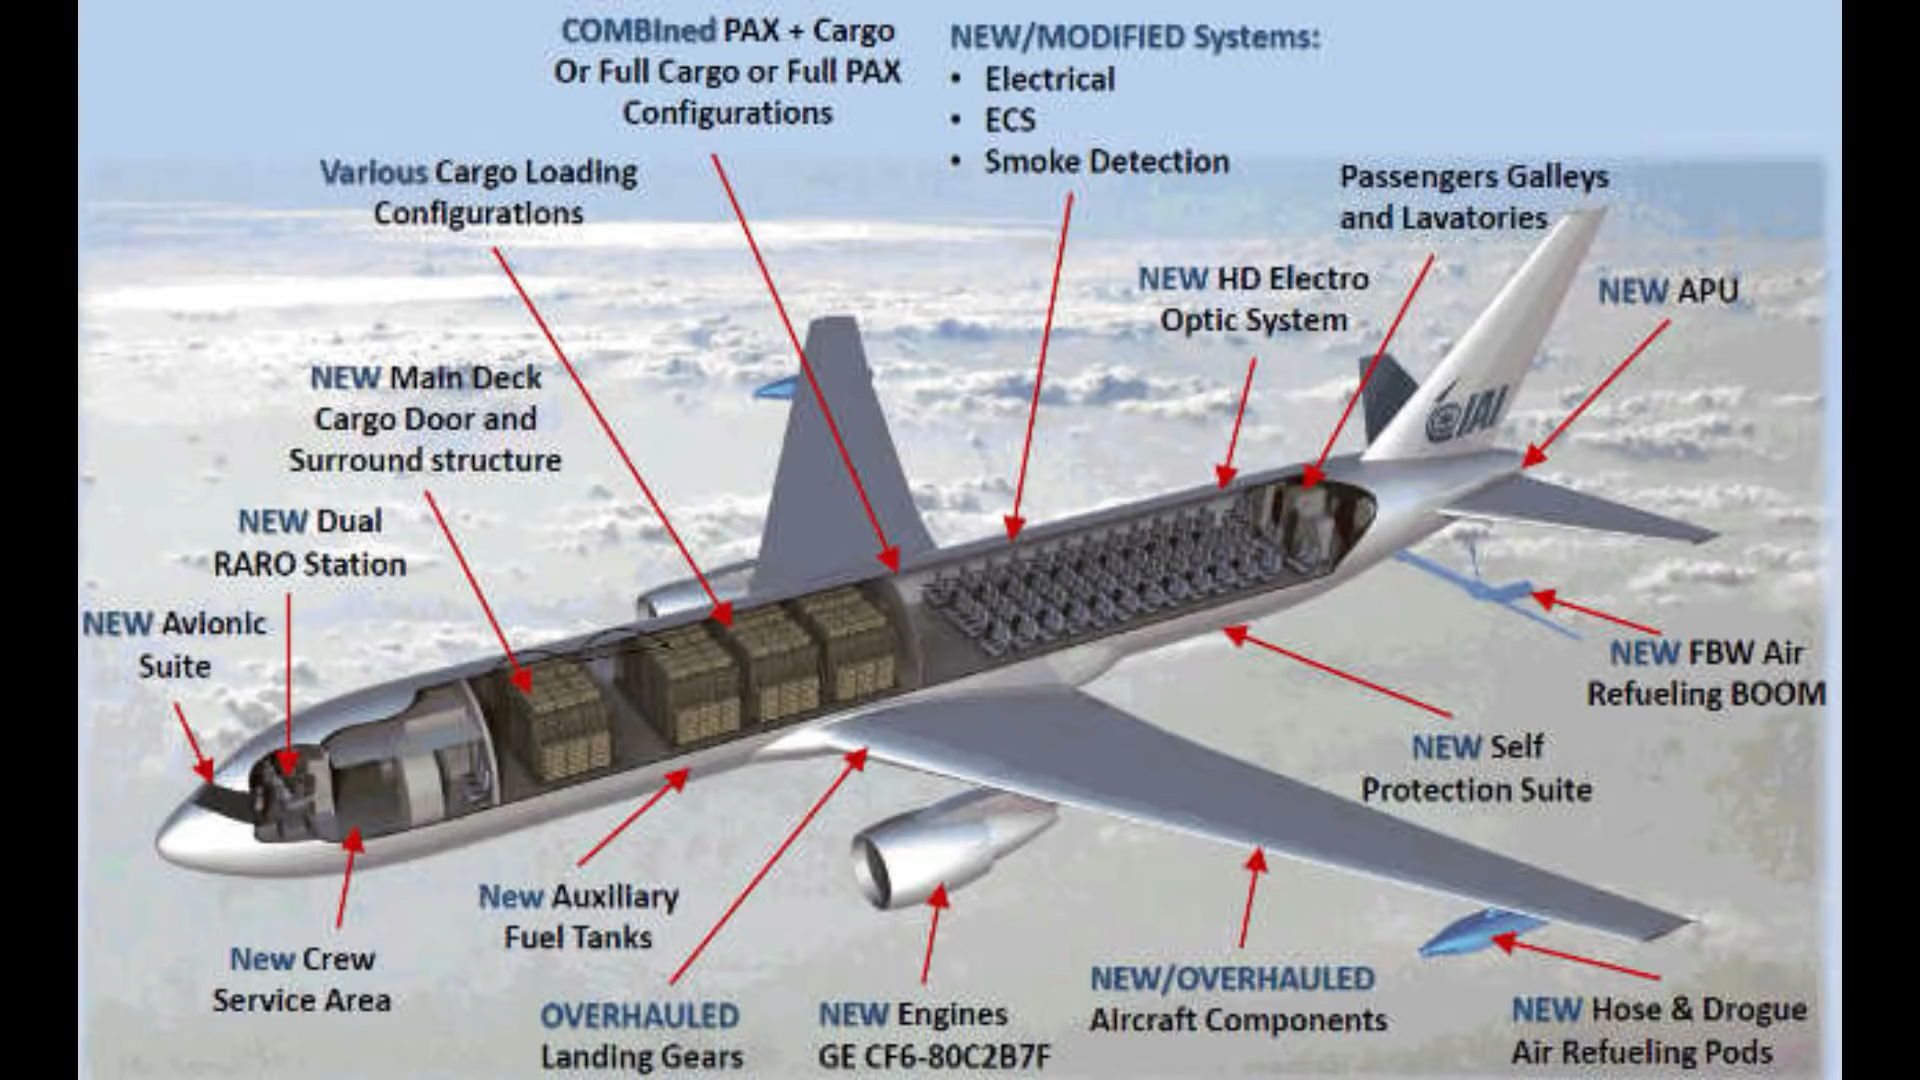 COMBIned PAX + Cargo
Or Full Cargo or Full PAX
Configurations
NEW/MODIFIED Systems:
• Electrical
• ECS
• Smoke Detection
Various Cargo Loading
Configurations
Passengers Galleys
and Lavatories
NEW HD Electro
Optic System
NEW APU
NEW Main Deck
Cargo Door and
Surround structure
IAI
NEW Dual
RARO Station
NEW Avionic
Suite
NEW FBW Air
Refueling BOOM
NEW Self
Protection Suite
New Auxiliary
Fuel Tanks
New Crew
Service Area
OVERHAULED
Landing Gears
NEW Engines
GE CF6-80C2B7F
NEW/OVERHAULED
Aircraft Components
NEW Hose & Drogue
Air Refueling Pods